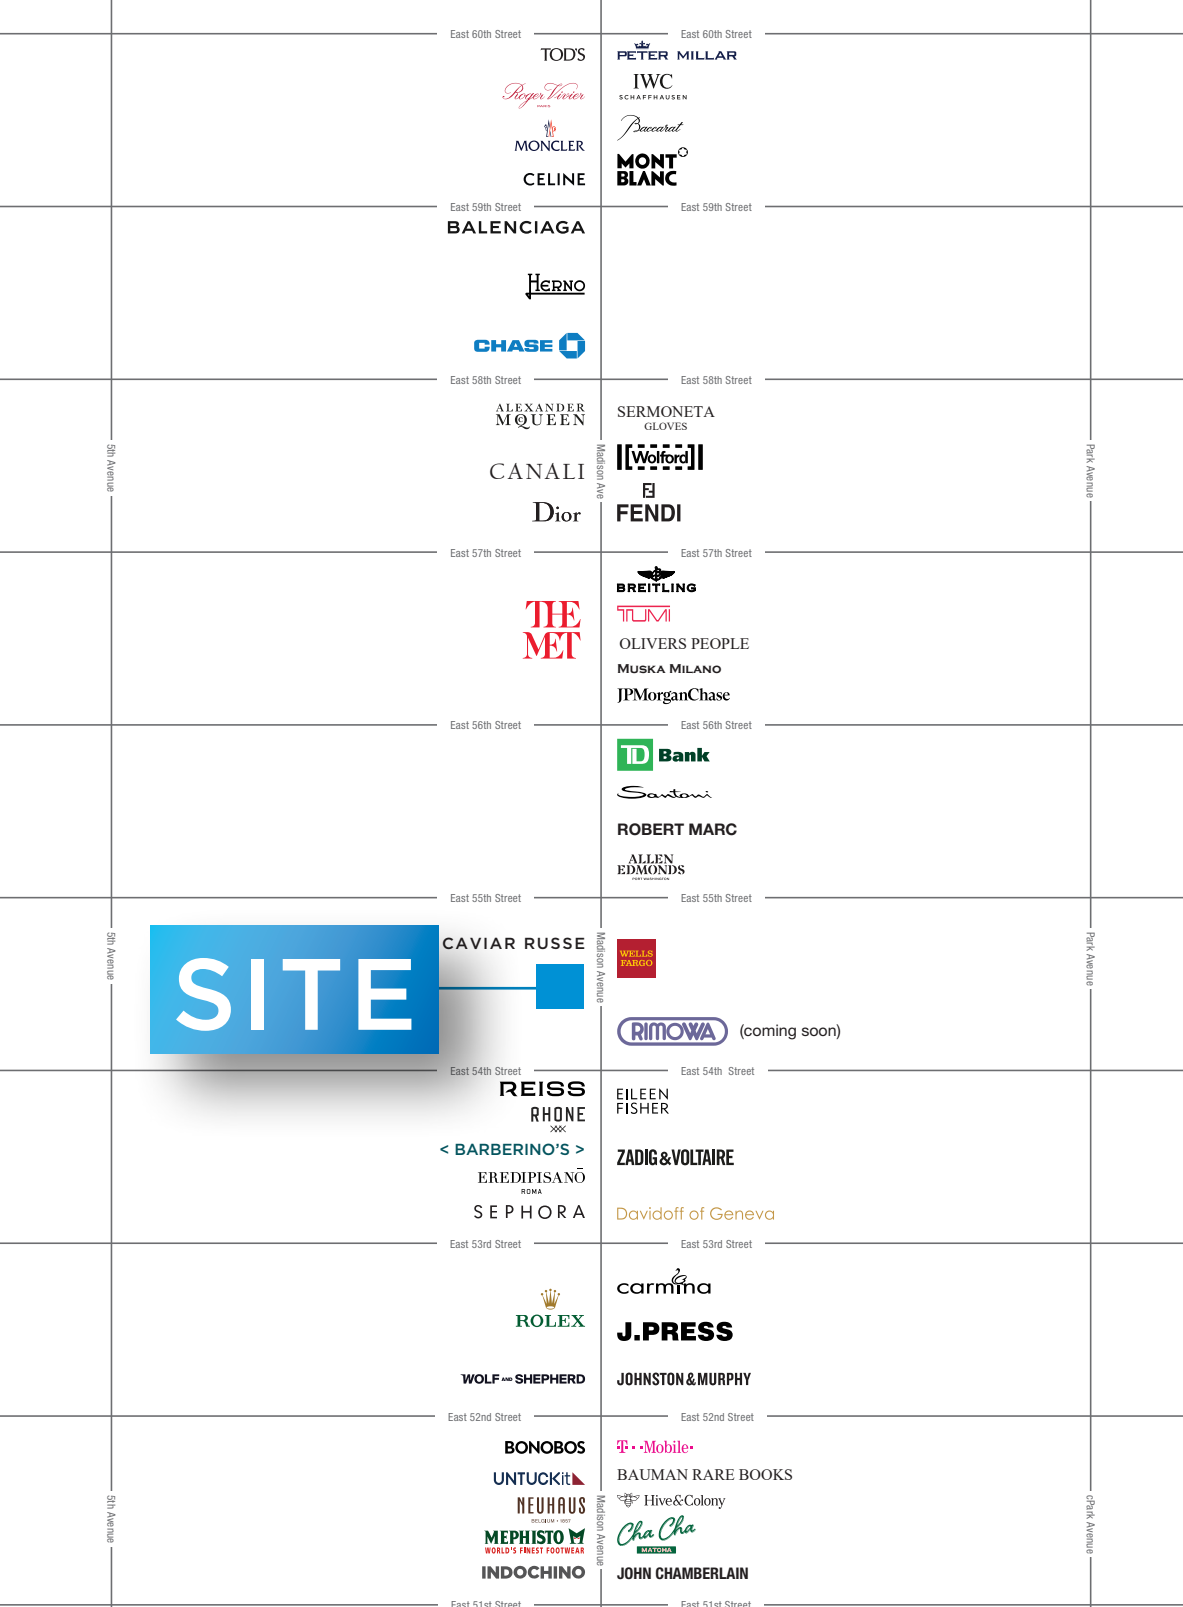 East 60th Street
East 60th Street
TOD'S
PETER MILLAR
Roger Vivier
PARIS
IWC
SCHAFFHAUSEN
MONCLER
Baccarat
CELINE
MONT
BLANC
East 59th Street
East 59th Street
BALENCIAGA
HERNO
CHASE
East 58th Street
East 58th Street
ALEXANDER
McQUEEN
SERMONETA
GLOVES
5th Avenue
Madison Ave
Park Avenue
CANALI
Wolford
Dior
FENDI
East 57th Street
East 57th Street
THE
MET
BREITLING
TUMI
OLIVERS PEOPLE
MUSKA MILANO
JPMorganChase
East 56th Street
East 56th Street
TD Bank
Santoni
ROBERT MARC
ALLEN
EDMONDS
PORT WASHINGTON
East 55th Street
East 55th Street
5th Avenue
Madison Avenue
Park Avenue
CAVIAR RUSSE
SITE
WELLS
FARGO
RIMOWA (coming soon)
East 54th Street
East 54th Street
REISS
RHONE
< BARBERINO'S >
EREDIPISANŌ
ROMA
SEPHORA
EILEEN
FISHER
ZADIG&VOLTAIRE
Davidoff of Geneva
East 53rd Street
East 53rd Street
ROLEX
WOLF AND SHEPHERD
carmina
J.PRESS
JOHNSTON & MURPHY
East 52nd Street
East 52nd Street
BONOBOS
UNTUCKit
NEUHAUS
BELGIUM • 1857
MEPHISTO
WORLD'S FINEST FOOTWEAR
INDOCHINO
T··Mobile·
BAUMAN RARE BOOKS
Hive&Colony
Cha Cha
MATCHA
JOHN CHAMBERLAIN
5th Avenue
Madison Avenue
cPark Avenue
East 51st Street
East 51st Street